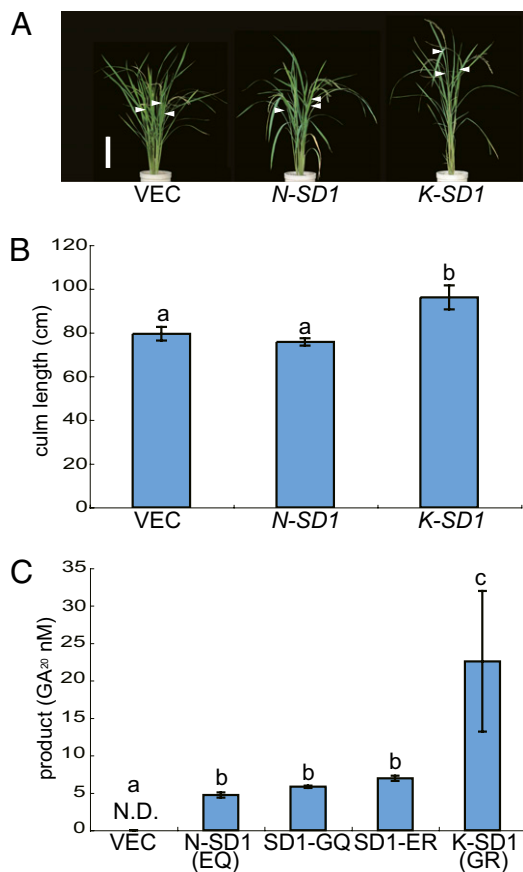 A
VEC N-SD1 K-SD1
B
culm length (cm)
120
100
80
60
40
20
0
a
a
b
VEC N-SD1 K-SD1
C
product (GA²⁰ nM)
35
30
25
20
15
10
5
0
a
N.D.
b
b
b
c
VEC N-SD1 SD1-GQ SD1-ER K-SD1
(EQ) (GR)